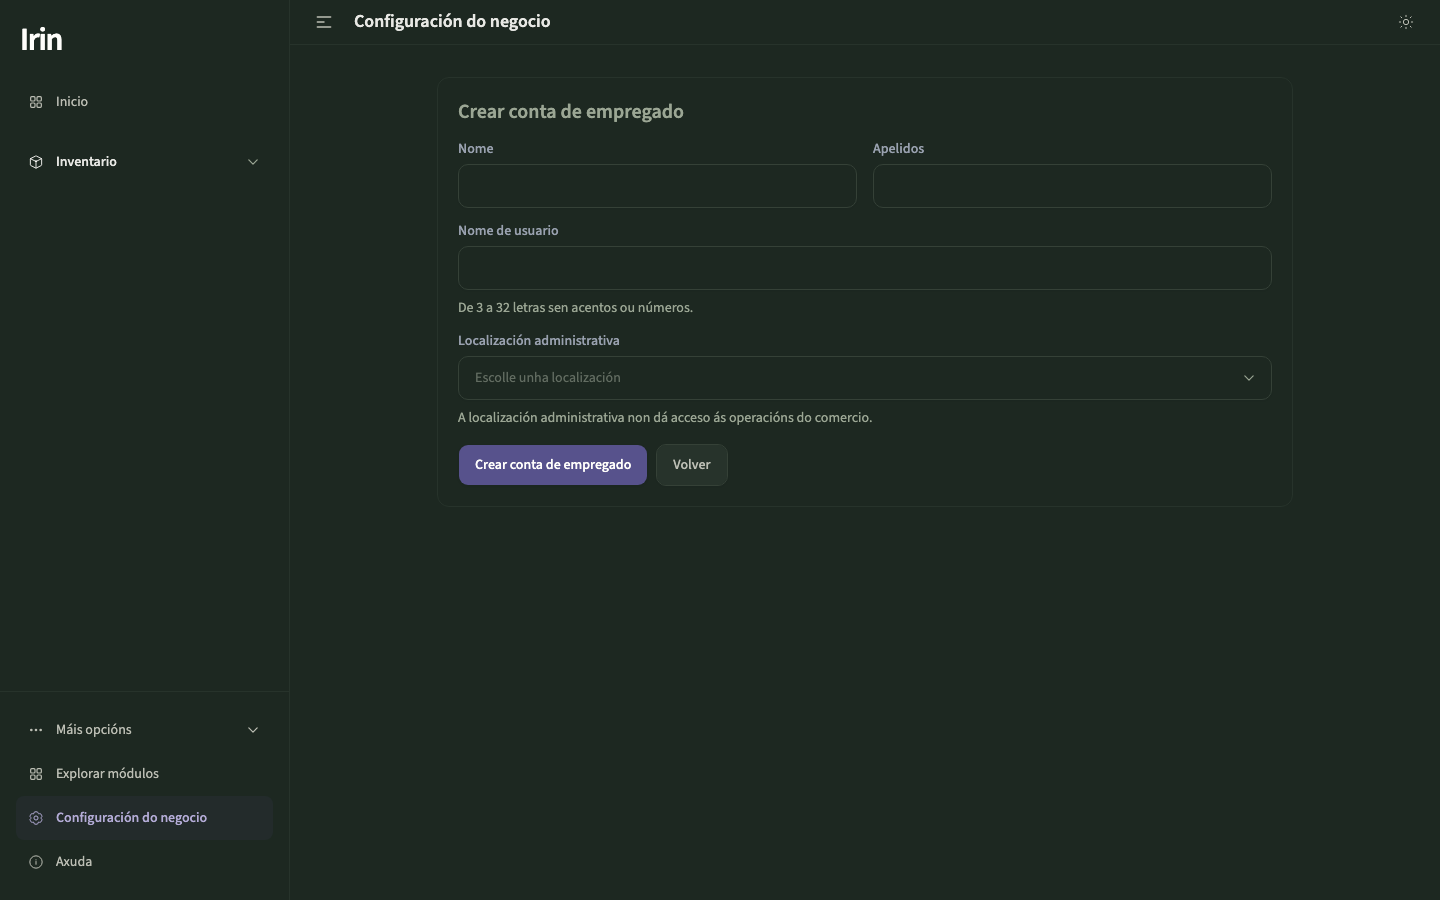 Irin
Inicio
Inventario
Máis opcións
Explorar módulos
Configuración do negocio
Axuda
Configuración do negocio
Crear conta de empregado
Nome
Apelidos
Nome de usuario
De 3 a 32 letras sen acentos ou números.
Localización administrativa
Escolle unha localización
A localización administrativa non dá acceso ás operacións do comercio.
Crear conta de empregado
Volver